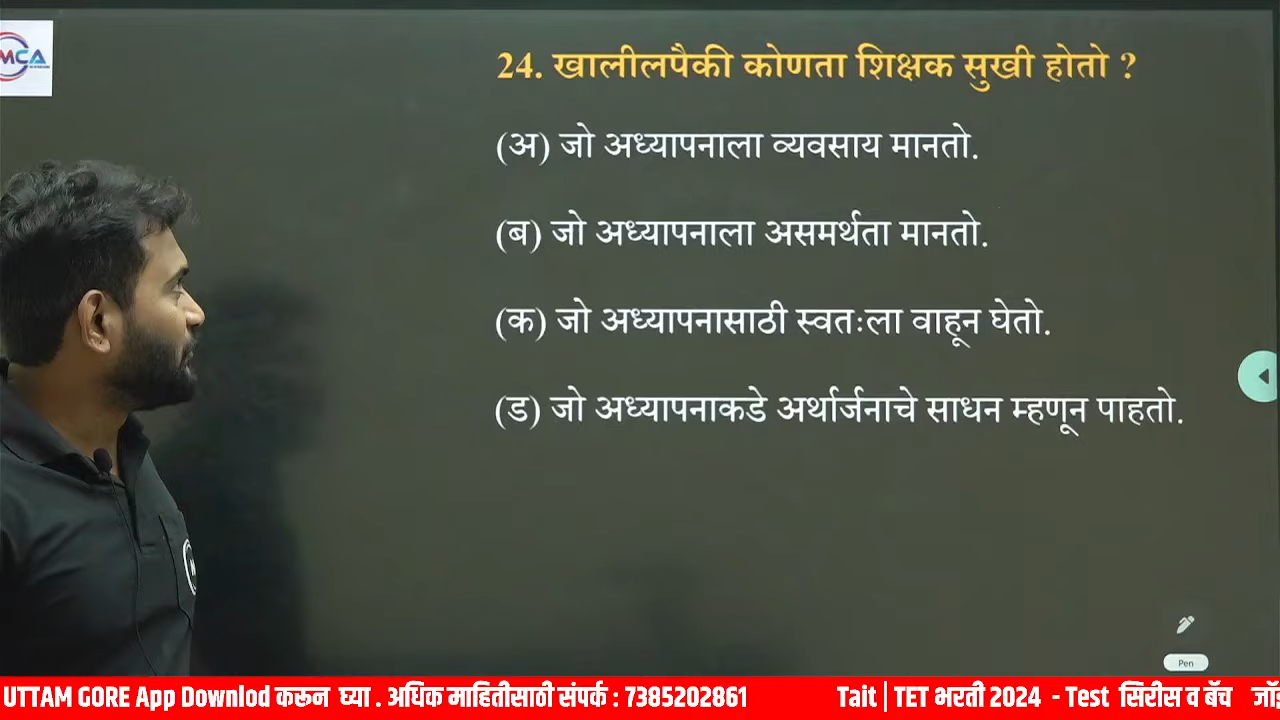 MCA
24. खालीलपैकी कोणता शिक्षक सुखी होतो ?
(अ) जो अध्यापनाला व्यवसाय मानतो.
(ब) जो अध्यापनाला असमर्थता मानतो.
(क) जो अध्यापनासाठी स्वतःला वाहून घेतो.
(ड) जो अध्यापनाकडे अर्थार्जनाचे साधन म्हणून पाहतो.
Pen
UTTAM GORE App Downlod करून घ्या . अधिक माहितीसाठी संपर्क : 7385202861 Tait | TET भरती 2024 - Test सिरीस व बॅच